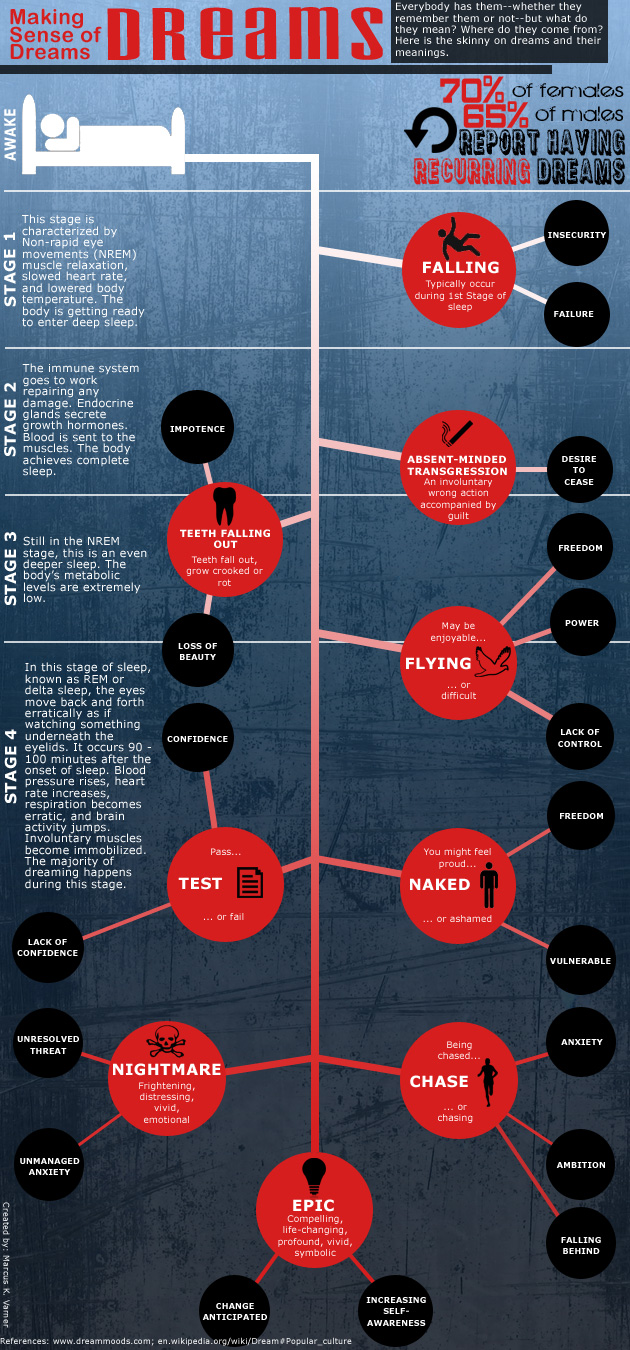 Making
Sense of
Dreams
DREAMS
Everybody has them--whether they
remember them or not--but what do
they mean? Where do they come from?
Here is the skinny on dreams and their
meanings.
70% of females
65% of males
REPORT HAVING
RECURRING DREAMS
AWAKE
STAGE 1
This stage is
characterized by
Non-rapid eye
movements (NREM)
muscle relaxation,
slowed heart rate,
and lowered body
temperature. The
body is getting ready
to enter deep sleep.
FALLING
Typically occur
during 1st Stage of
sleep
INSECURITY
FAILURE
STAGE 2
The immune system
goes to work
repairing any
damage. Endocrine
glands secrete
growth hormones.
Blood is sent to the
muscles. The body
achieves complete
sleep.
IMPOTENCE
ABSENT-MINDED
TRANSGRESSION
An involuntary
wrong action
accompanied by
guilt
DESIRE
TO
CEASE
STAGE 3
Still in the NREM
stage, this is an even
deeper sleep. The
body's metabolic
levels are extremely
low.
TEETH FALLING
OUT
Teeth fall out,
grow crooked or
rot
LOSS OF
BEAUTY
FREEDOM
POWER
May be
enjoyable...
FLYING
... or
difficult
LACK OF
CONTROL
STAGE 4
In this stage of sleep,
known as REM or
delta sleep, the eyes
move back and forth
erratically as if
watching something
underneath the
eyelids. It occurs 90 -
100 minutes after the
onset of sleep. Blood
pressure rises, heart
rate increases,
respiration becomes
erratic, and brain
activity jumps.
Involuntary muscles
become immobilized.
The majority of
dreaming happens
during this stage.
CONFIDENCE
Pass...
TEST
... or fail
LACK OF
CONFIDENCE
FREEDOM
You might feel
proud...
NAKED
... or ashamed
VULNERABLE
UNRESOLVED
THREAT
NIGHTMARE
Frightening,
distressing,
vivid,
emotional
UNMANAGED
ANXIETY
ANXIETY
Being
chased...
CHASE
... or
chasing
AMBITION
FALLING
BEHIND
EPIC
Compelling,
life-changing,
profound, vivid,
symbolic
CHANGE
ANTICIPATED
INCREASING
SELF-
AWARENESS
Created by: Marcus K. Varner
References: www.dreammoods.com; en.wikipedia.org/wiki/Dream#Popular_culture